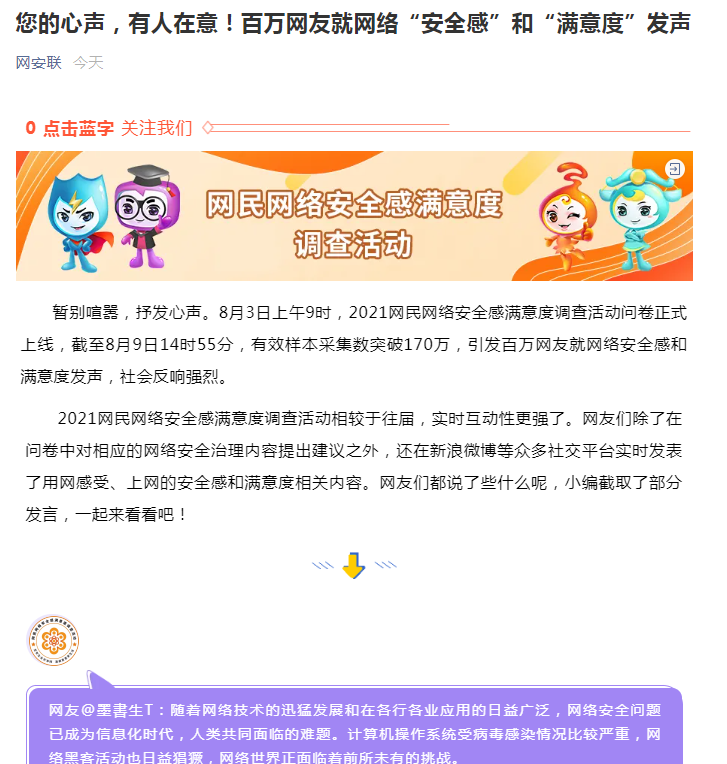 您的心声，有人在意！百万网友就网络“安全感”和“满意度”发声
网安联 今天
0 点击蓝字 关注我们
网民网络安全感满意度
调查活动
暂别喧嚣，抒发心声。8月3日上午9时，2021网民网络安全感满意度调查活动问卷正式
上线，截至8月9日14时55分，有效样本采集数突破170万，引发百万网友就网络安全感和
满意度发声，社会反响强烈。
2021网民网络安全感满意度调查活动相较于往届，实时互动性更强了。网友们除了在
问卷中对相应的网络安全治理内容提出建议之外，还在新浪微博等众多社交平台实时发表
了用网感受、上网的安全感和满意度相关内容。网友们都说了些什么呢，小编截取了部分
发言，一起来看看吧！
网友@墨書生T：随着网络技术的迅猛发展和在各行各业应用的日益广泛，网络安全问题
已成为信息化时代，人类共同面临的难题。计算机操作系统受病毒感染情况比较严重，网
络黑客活动也日益猖獗，网络世界正面临着前所未有的挑战。